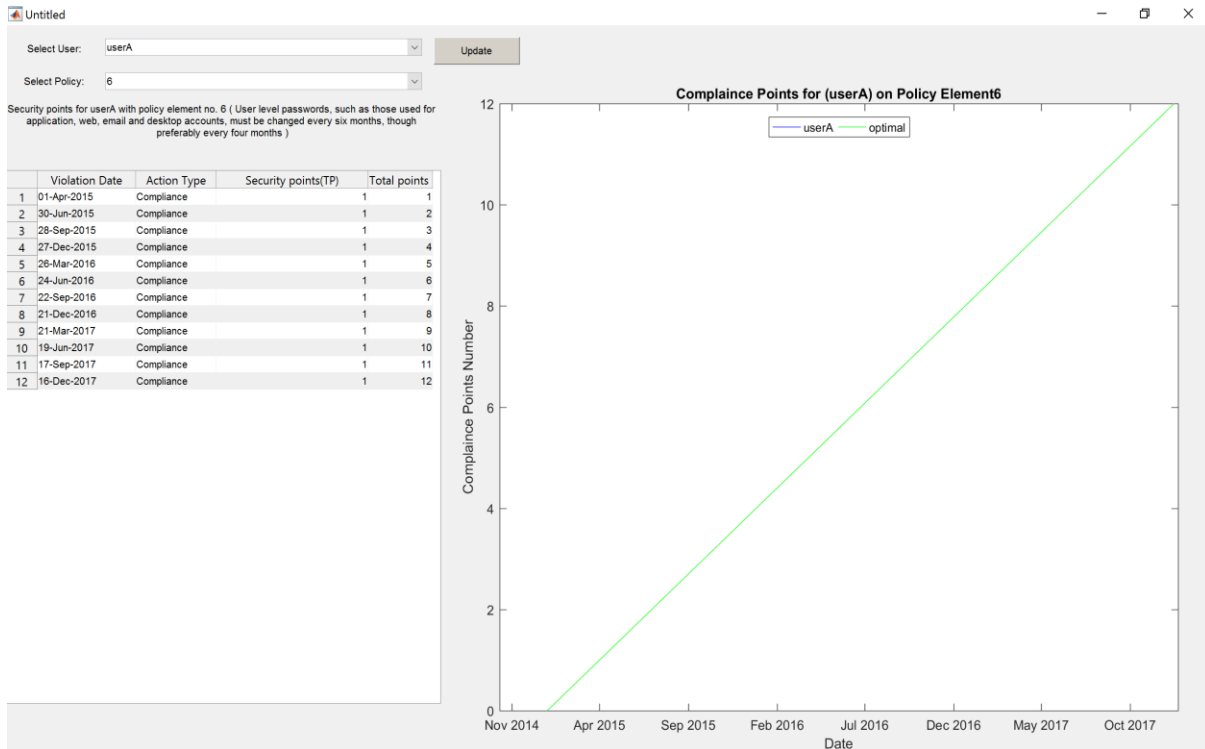 Untitled
Select User: userA Update
Select Policy: 6
Security points for userA with policy element no. 6 ( User level passwords, such as those used for
application, web, email and desktop accounts, must be changed every six months, though
preferably every four months )
Violation Date Action Type Security points(TP) Total points
1 01-Apr-2015 Compliance 1 1
2 30-Jun-2015 Compliance 1 2
3 28-Sep-2015 Compliance 1 3
4 27-Dec-2015 Compliance 1 4
5 26-Mar-2016 Compliance 1 5
6 24-Jun-2016 Compliance 1 6
7 22-Sep-2016 Compliance 1 7
8 21-Dec-2016 Compliance 1 8
9 21-Mar-2017 Compliance 1 9
10 19-Jun-2017 Compliance 1 10
11 17-Sep-2017 Compliance 1 11
12 16-Dec-2017 Compliance 1 12
Complaince Points for (userA) on Policy Element6
userA optimal
Complaince Points Number
12
10
8
6
4
2
0
Nov 2014 Apr 2015 Sep 2015 Feb 2016 Jul 2016 Dec 2016 May 2017 Oct 2017
Date